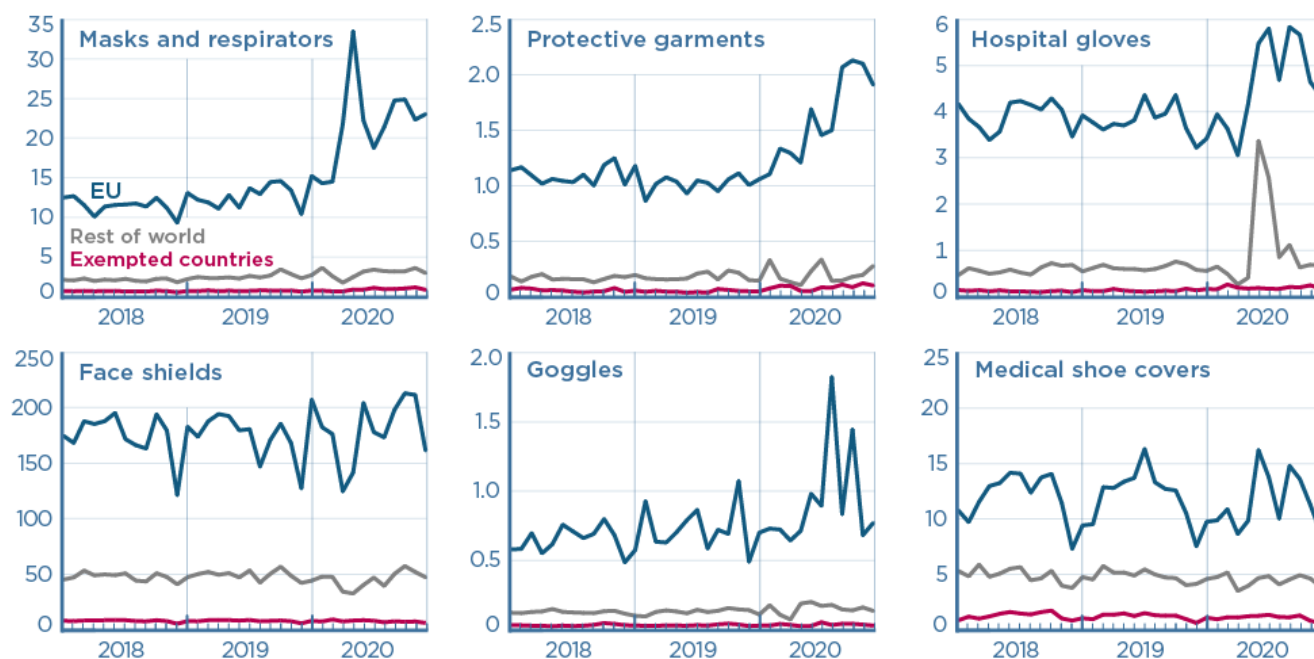 Masks and respirators
35
30
25
20
15
10
5
0
EU
Rest of world
Exempted countries
2018 2019 2020
Protective garments
2.5
2.0
1.5
1.0
0.5
0
2018 2019 2020
Hospital gloves
6
5
4
3
2
1
0
2018 2019 2020
Face shields
250
200
150
100
50
0
2018 2019 2020
Goggles
2.0
1.5
1.0
0.5
0
2018 2019 2020
Medical shoe covers
25
20
15
10
5
0
2018 2019 2020